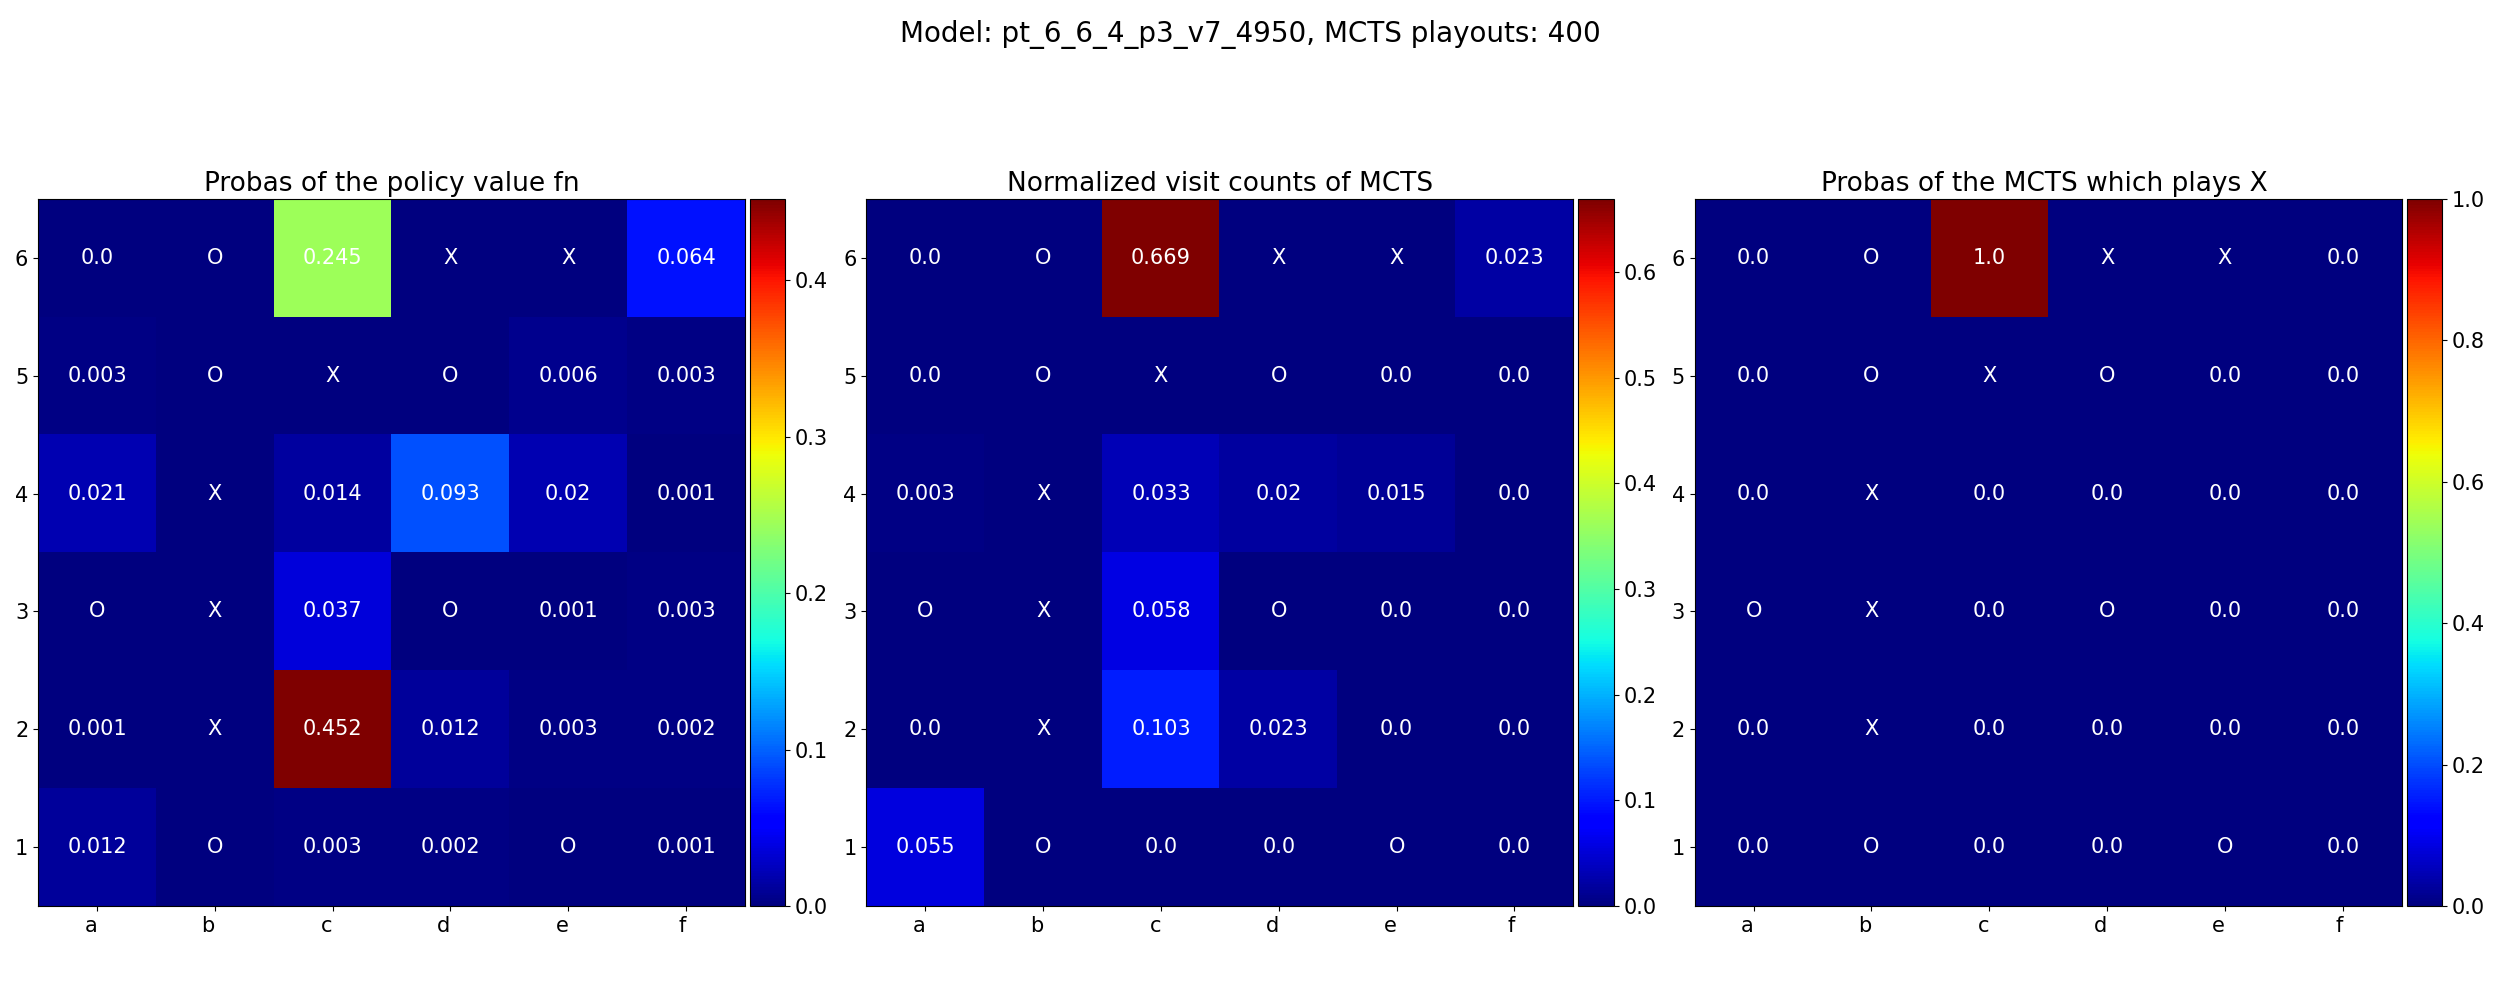 Model: pt_6_6_4_p3_v7_4950, MCTS playouts: 400
Probas of the policy value fn
6 0.0 O 0.245 X X 0.064
5 0.003 O X O 0.006 0.003
4 0.021 X 0.014 0.093 0.02 0.001
3 O X 0.037 O 0.001 0.003
2 0.001 X 0.452 0.012 0.003 0.002
1 0.012 O 0.003 0.002 O 0.001
a b c d e f
0.4
0.3
0.2
0.1
0.0
Normalized visit counts of MCTS
6 0.0 O 0.669 X X 0.023
5 0.0 O X O 0.0 0.0
4 0.003 X 0.033 0.02 0.015 0.0
3 O X 0.058 O 0.0 0.0
2 0.0 X 0.103 0.023 0.0 0.0
1 0.055 O 0.0 0.0 O 0.0
a b c d e f
0.6
0.5
0.4
0.3
0.2
0.1
0.0
Probas of the MCTS which plays X
6 0.0 O 1.0 X X 0.0
5 0.0 O X O 0.0 0.0
4 0.0 X 0.0 0.0 0.0 0.0
3 O X 0.0 O 0.0 0.0
2 0.0 X 0.0 0.0 0.0 0.0
1 0.0 O 0.0 0.0 O 0.0
a b c d e f
1.0
0.8
0.6
0.4
0.2
0.0